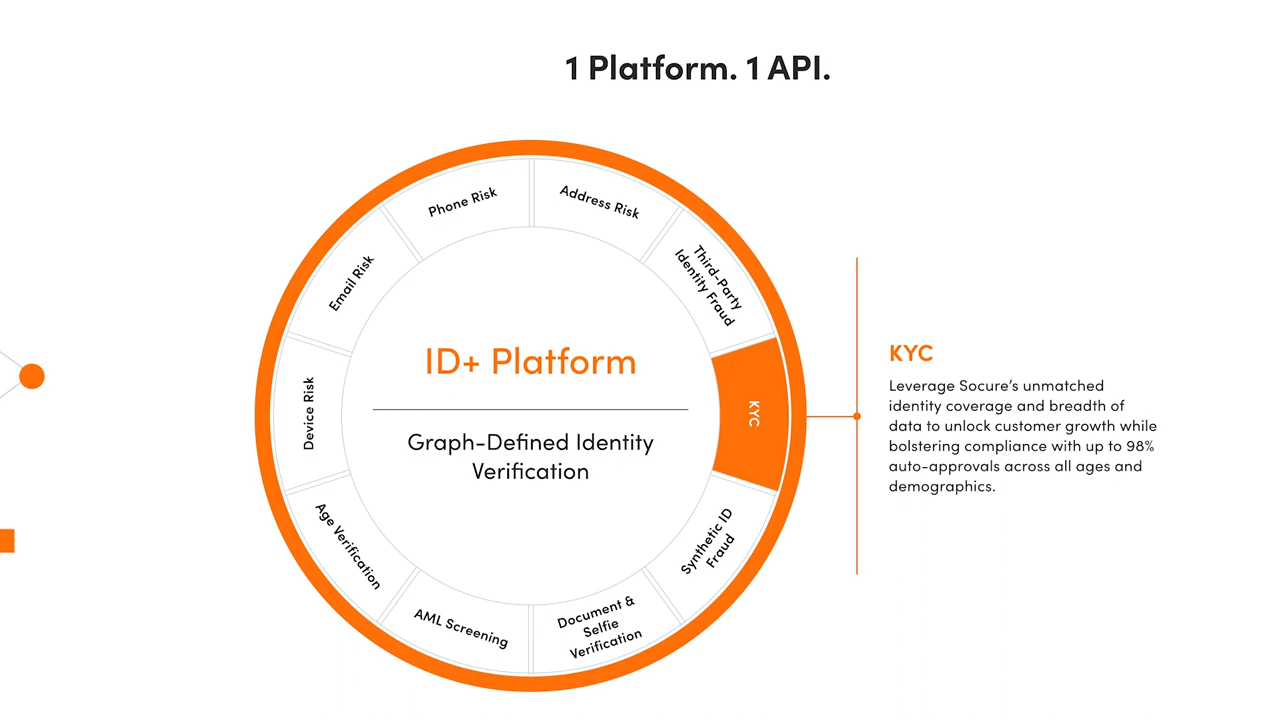 1 Platform. 1 API.
Phone Risk
Address Risk
Third-Party
Identity Fraud
KYC
Synthetic ID
Fraud
Document &
Selfie
Verification
AML Screening
Age Verification
Device Risk
Email Risk
ID+ Platform
Graph-Defined Identity
Verification
KYC
Leverage Socure’s unmatched
identity coverage and breadth of
data to unlock customer growth while
bolstering compliance with up to 98%
auto-approvals across all ages and
demographics.